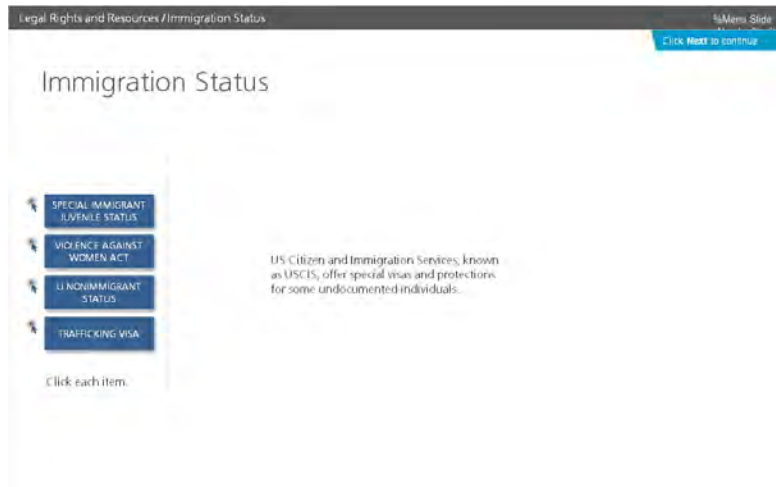 Legal Rights and Resources / Immigration Status
%Menu Slide
Click Next to continue
Immigration Status
SPECIAL IMMIGRANT
JUVENILE STATUS
VIOLENCE AGAINST
WOMEN ACT
U NONIMMIGRANT
STATUS
TRAFFICKING VISA
US Citizen and Immigration Services, known
as USCIS, offer special visas and protections
for some undocumented individuals.
Click each item.